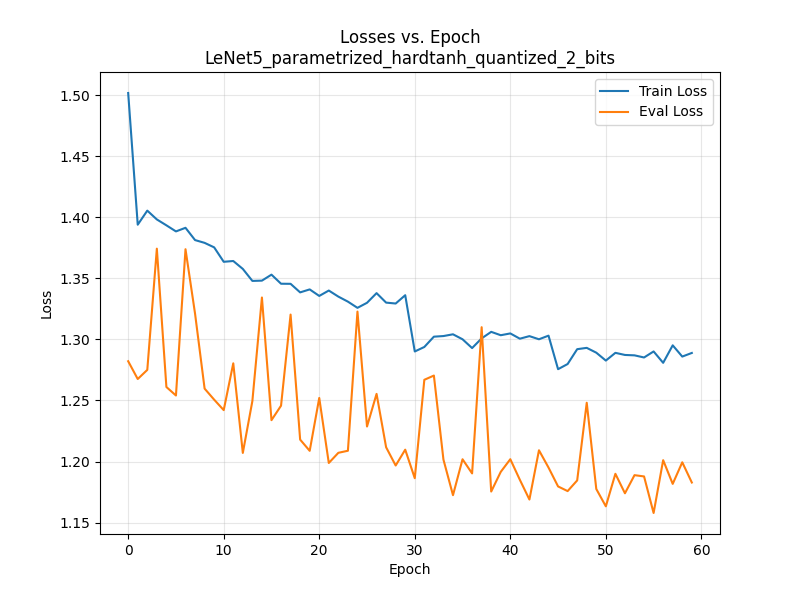 Losses vs. Epoch
LeNet5_parametrized_hardtanh_quantized_2_bits
Train Loss
Eval Loss
1.50
1.45
1.40
1.35
1.30
1.25
1.20
1.15
Loss
0 10 20 30 40 50 60
Epoch